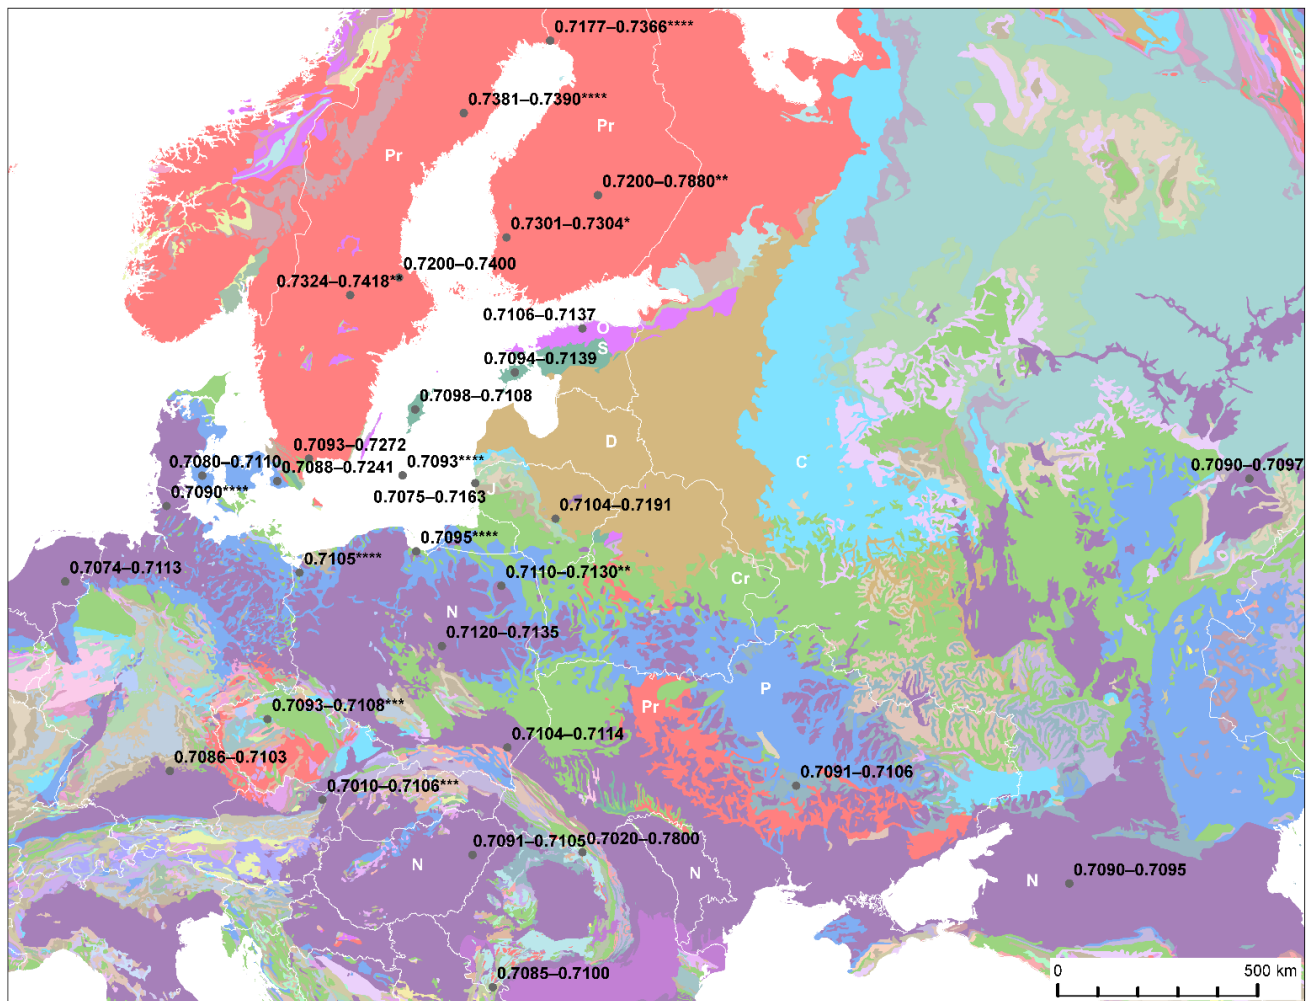 0.7177–0.7366****
0.7381–0.7390****
Pr
Pr
0.7200–0.7880**
0.7301–0.7304*
0.7200–0.7400
0.7324–0.7418**
0.7106–0.7137
O
S
0.7094–0.7139
0.7098–0.7108
D
0.7093–0.7272
0.7080–0.7110
0.7088–0.7241
0.7093****
C
0.7090–0.7097
0.7090****
0.7075–0.7163
J
0.7104–0.7191
0.7095****
0.7105****
0.7074–0.7113
0.7110–0.7130**
Cr
N
0.7120–0.7135
P
Pr
0.7093–0.7108***
0.7104–0.7114
0.7086–0.7103
0.7010–0.7106***
0.7091–0.7106
0.7091–0.7105
0.7020–0.7800
N
N
N
0.7090–0.7095
0.7085–0.7100
0
500 km